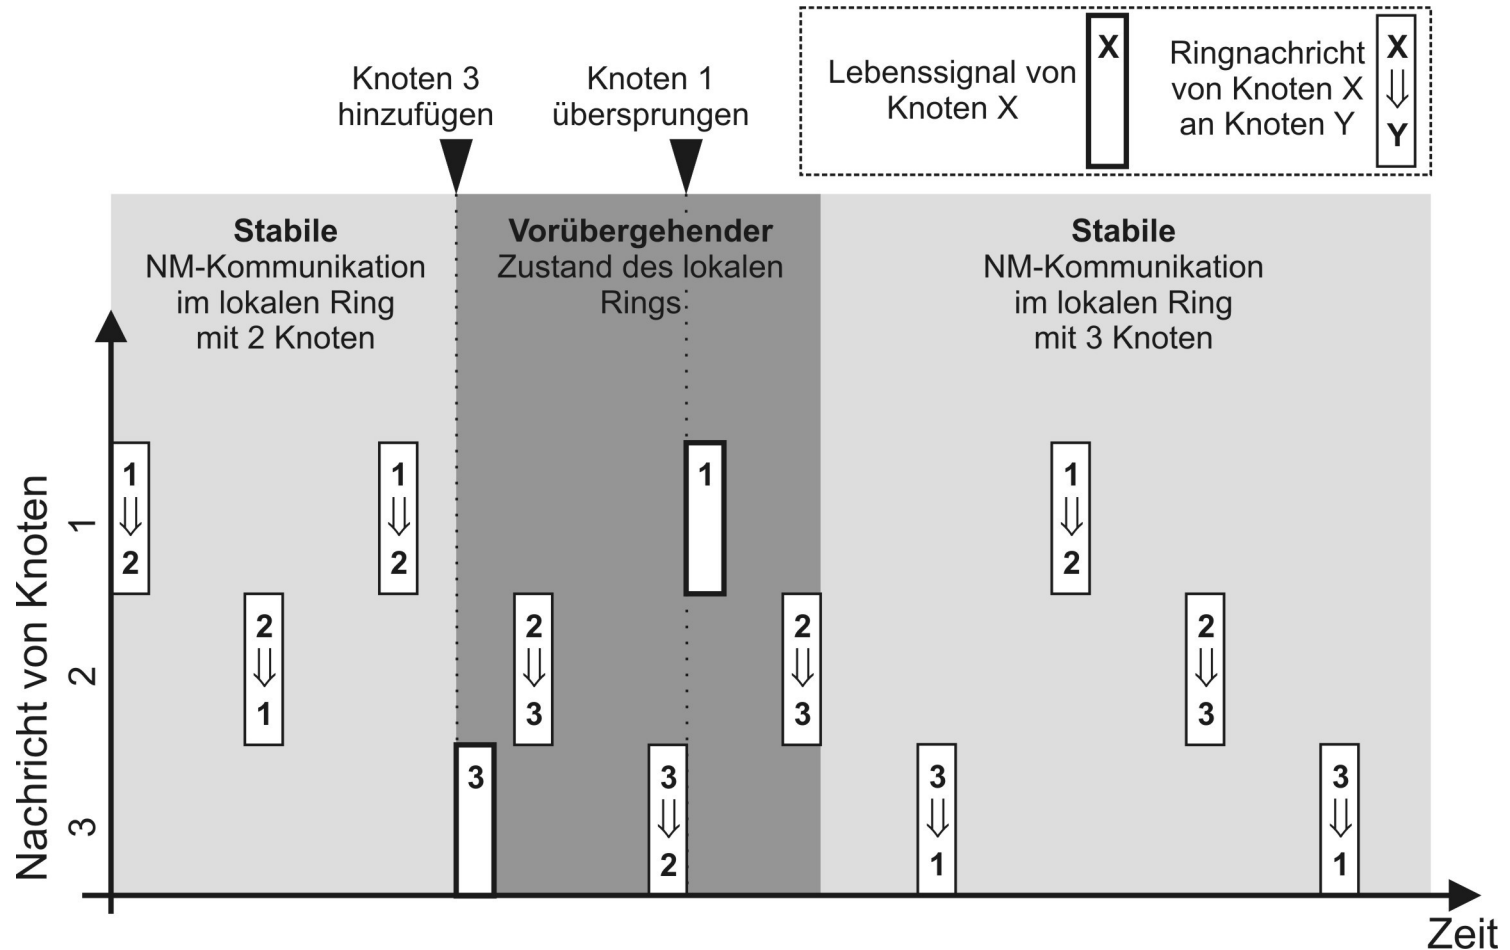 Knoten 3
hinzufügen
Knoten 1
übersprungen
Lebenssignal von
Knoten X
X
Ringnachricht
von Knoten X
an Knoten Y
X
⇓
Y
Stabile
NM-Kommunikation
im lokalen Ring
mit 2 Knoten
Vorübergehender
Zustand des lokalen
Rings
Stabile
NM-Kommunikation
im lokalen Ring
mit 3 Knoten
Nachricht von Knoten
1
2
3
1
⇓
2
2
⇓
1
1
⇓
2
3
2
⇓
3
3
⇓
2
1
2
⇓
3
3
⇓
1
1
⇓
2
2
⇓
3
3
⇓
1
Zeit